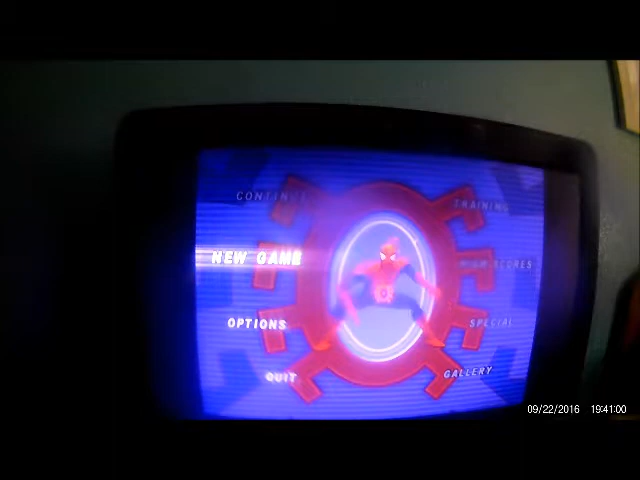 CONTINUE
TRAINING
NEW GAME
HIGH SCORES
OPTIONS
SPECIAL
QUIT
GALLERY
09/22/2016 19:41:00